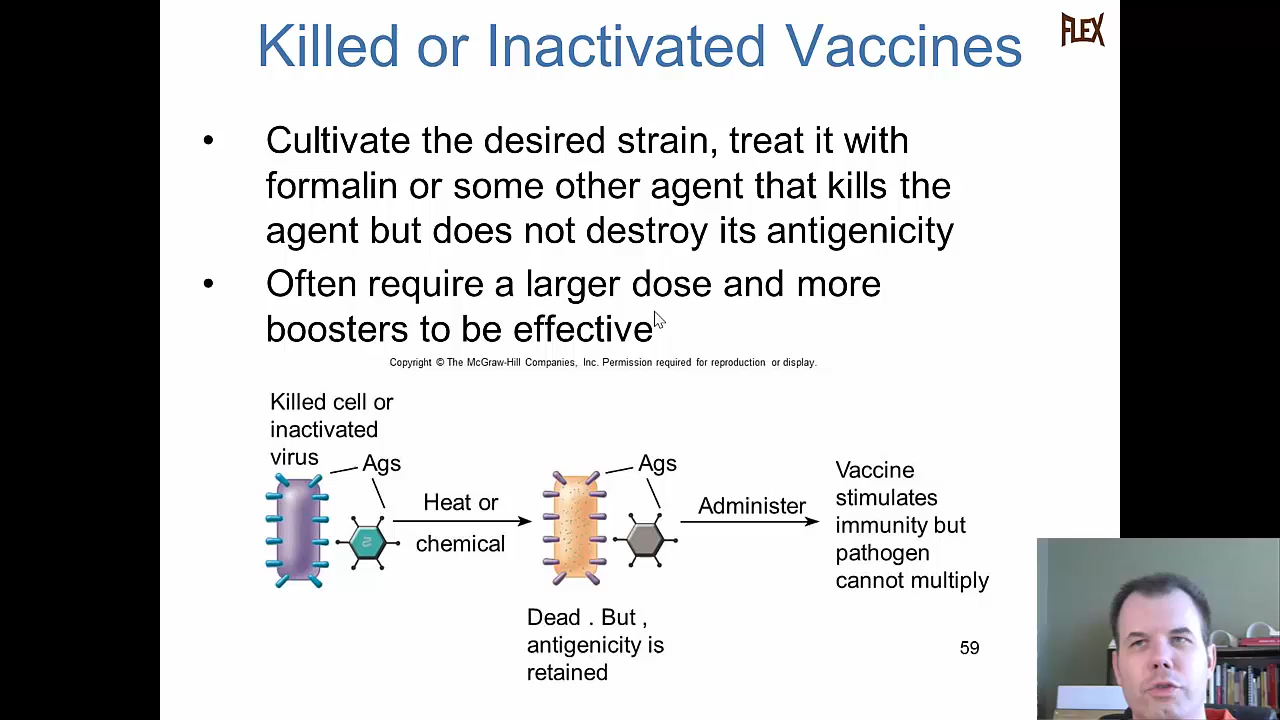 Killed or Inactivated Vaccines
FLEX
• Cultivate the desired strain, treat it with
formalin or some other agent that kills the
agent but does not destroy its antigenicity
• Often require a larger dose and more
boosters to be effective
Copyright © The McGraw-Hill Companies, Inc. Permission required for reproduction or display.
Killed cell or
inactivated
virus
Ags
Heat or
chemical
Ags
Dead . But ,
antigenicity is
retained
Administer
Vaccine
stimulates
immunity but
pathogen
cannot multiply
59